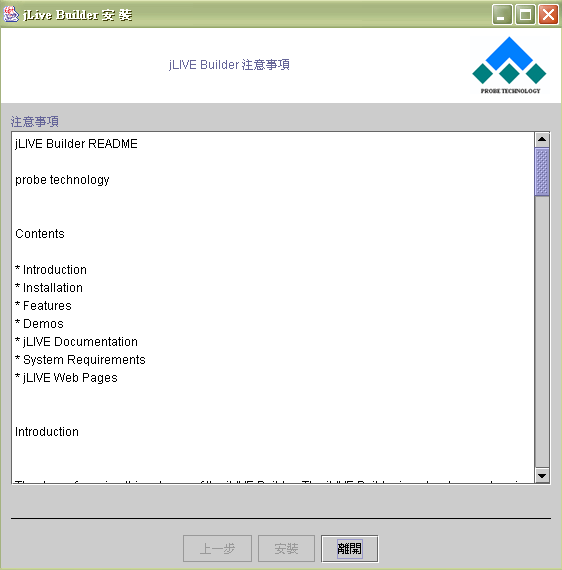 jLive Builder 安裝
jLIVE Builder 注意事項
PROBE TECHNOLOGY
注意事項
jLIVE Builder README
probe technology
Contents
* Introduction
* Installation
* Features
* Demos
* jLIVE Documentation
* System Requirements
* jLIVE Web Pages
Introduction
上一步
安裝
離開